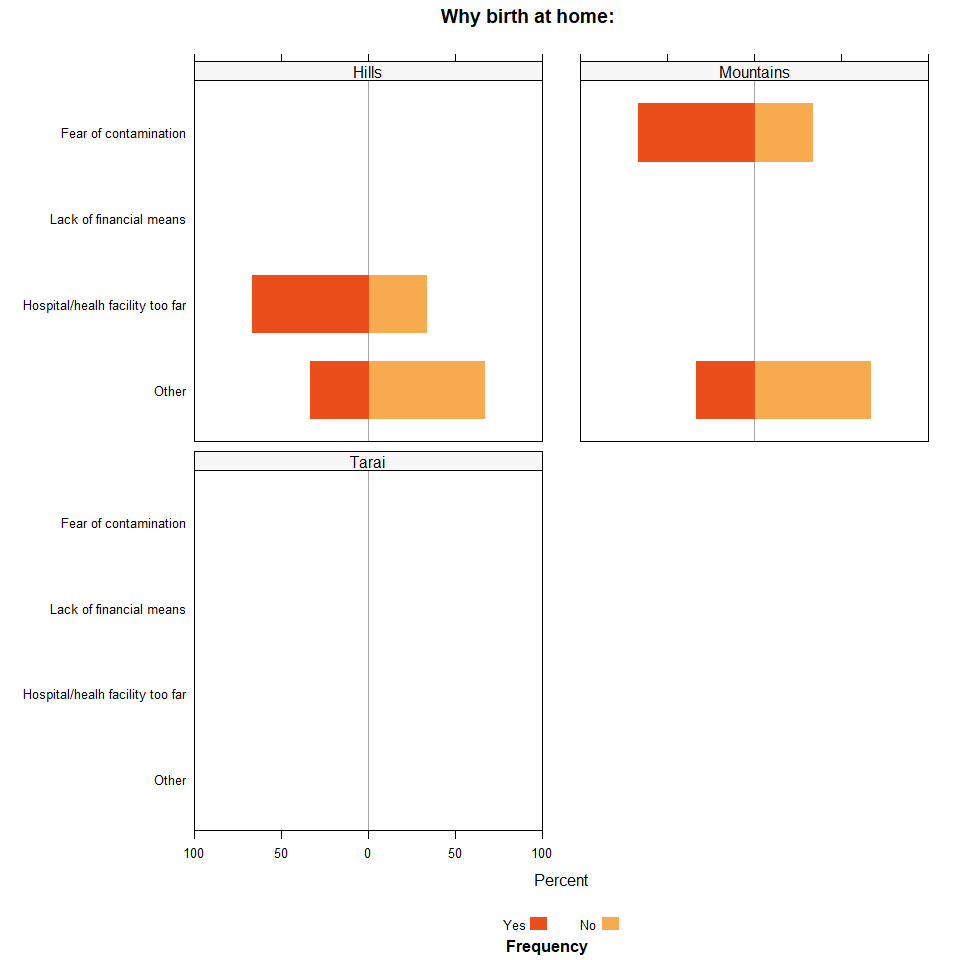 Why birth at home:
Hills
Mountains
Fear of contamination
Lack of financial means
Hospital/healh facility too far
Other
Tarai
Fear of contamination
Lack of financial means
Hospital/healh facility too far
Other
100 50 0 50 100
Percent
Yes No
Frequency